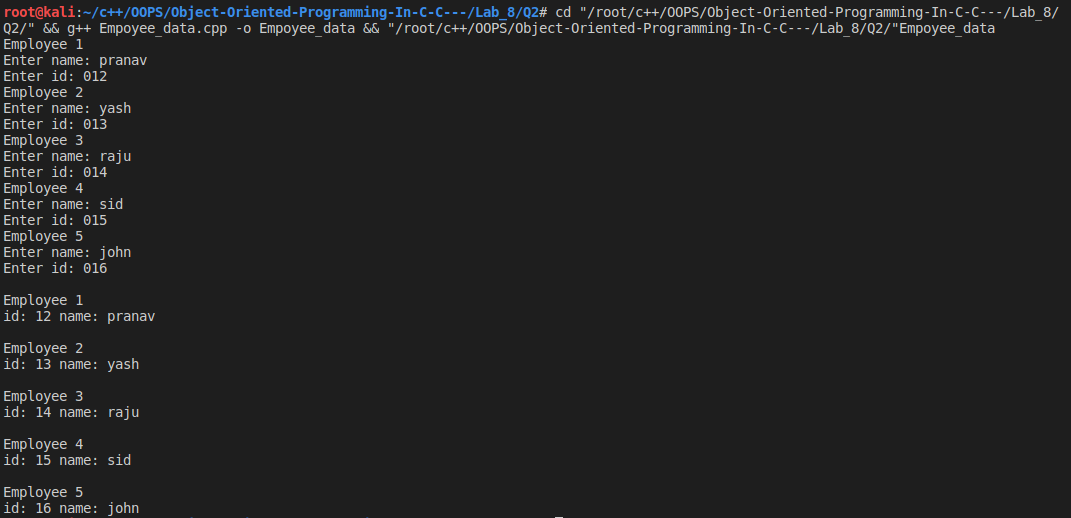 root@kali:~/c++/OOPS/Object-Oriented-Programming-In-C-C---/Lab_8/Q2# cd "/root/c++/OOPS/Object-Oriented-Programming-In-C-C---/Lab_8/
Q2/" && g++ Empoyee_data.cpp -o Empoyee_data && "/root/c++/OOPS/Object-Oriented-Programming-In-C-C---/Lab_8/Q2/"Empoyee_data
Employee 1
Enter name: pranav
Enter id: 012
Employee 2
Enter name: yash
Enter id: 013
Employee 3
Enter name: raju
Enter id: 014
Employee 4
Enter name: sid
Enter id: 015
Employee 5
Enter name: john
Enter id: 016

Employee 1
id: 12 name: pranav

Employee 2
id: 13 name: yash

Employee 3
id: 14 name: raju

Employee 4
id: 15 name: sid

Employee 5
id: 16 name: john